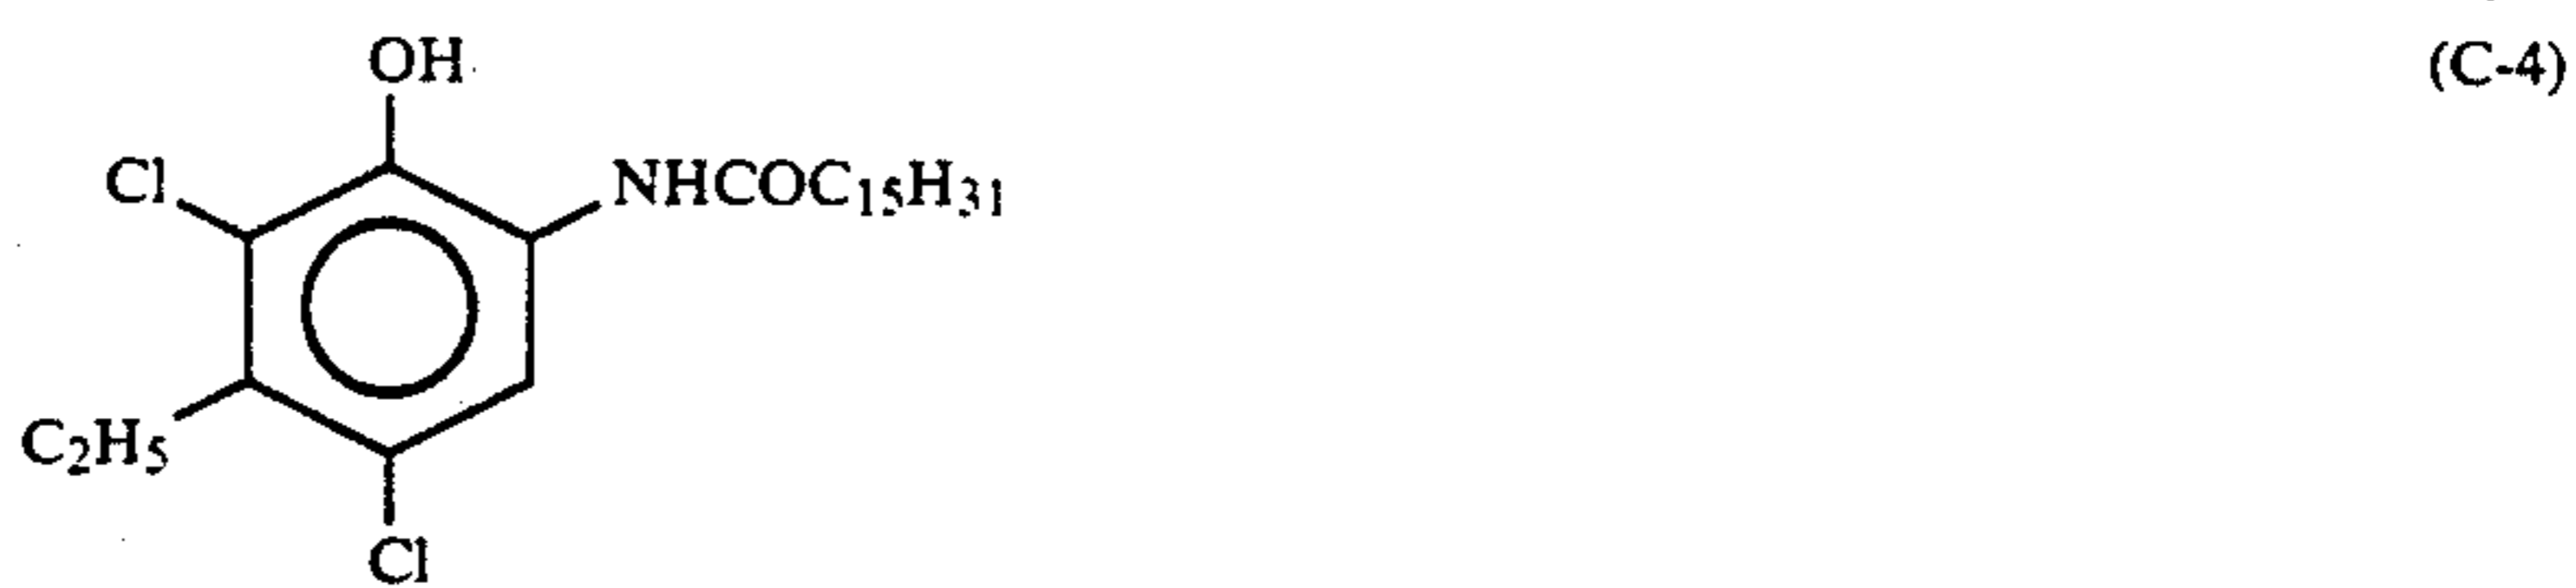 OH
(C-4)
Cl
NHCOC₁₅H₃₁
C₂H₅
Cl